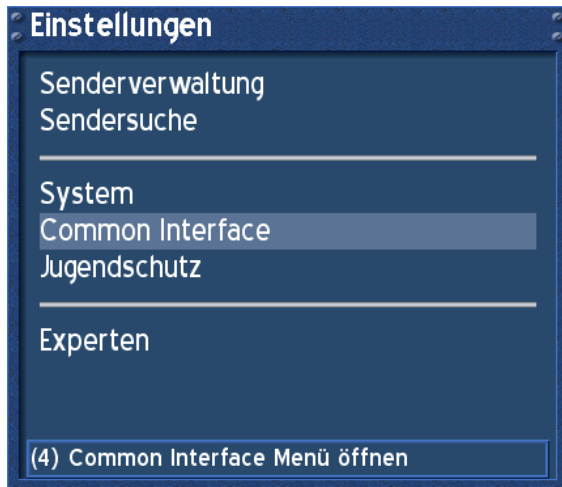 Einstellungen
Senderverwaltung
Sendersuche
System
Common Interface
Jugendschutz
Experten
(4) Common Interface Menü öffnen